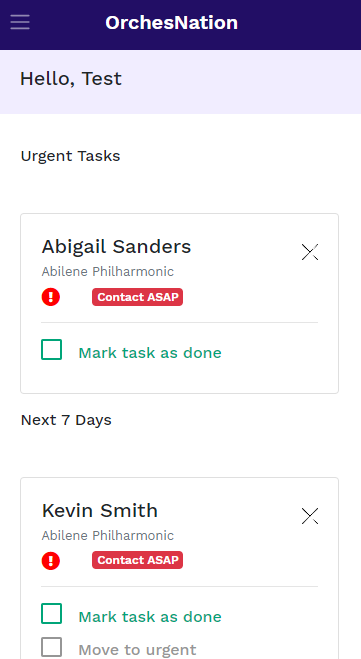 OrchesNation
Hello, Test
Urgent Tasks
Abigail Sanders
Abilene Philharmonic
Contact ASAP
Mark task as done
Next 7 Days
Kevin Smith
Abilene Philharmonic
Contact ASAP
Mark task as done
Move to urgent